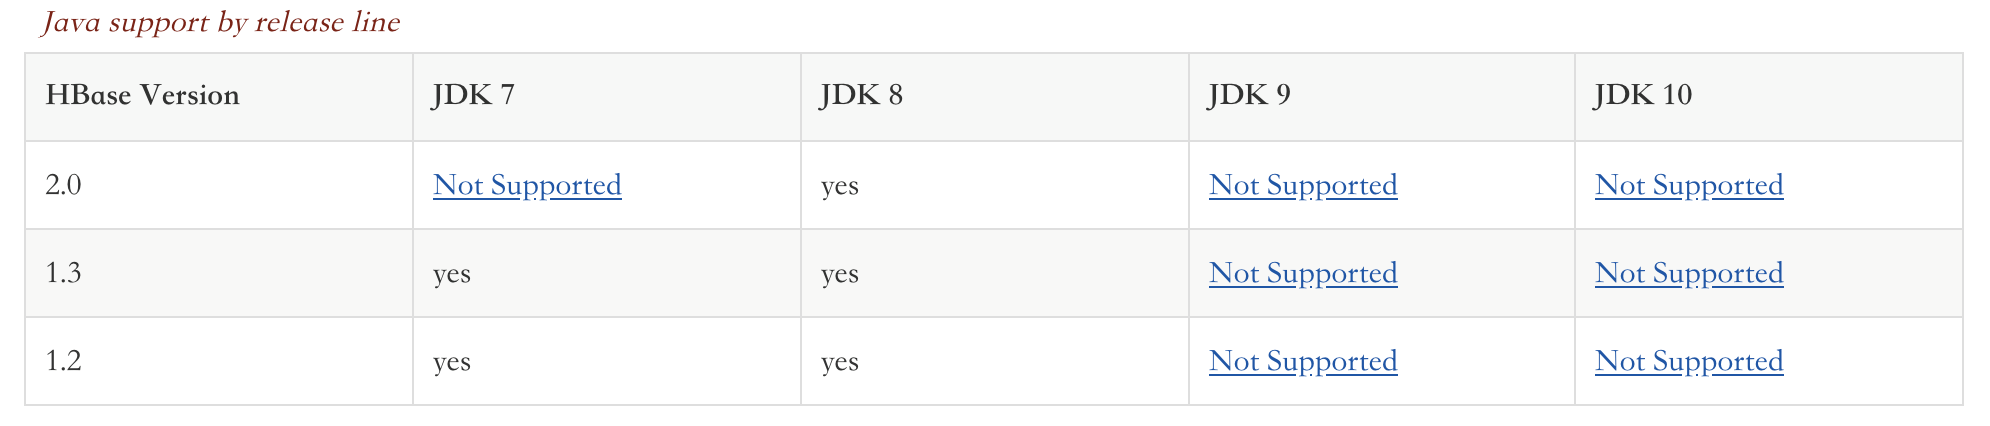 Java support by release line
HBase Version JDK 7 JDK 8 JDK 9 JDK 10
2.0 Not Supported yes Not Supported Not Supported
1.3 yes yes Not Supported Not Supported
1.2 yes yes Not Supported Not Supported